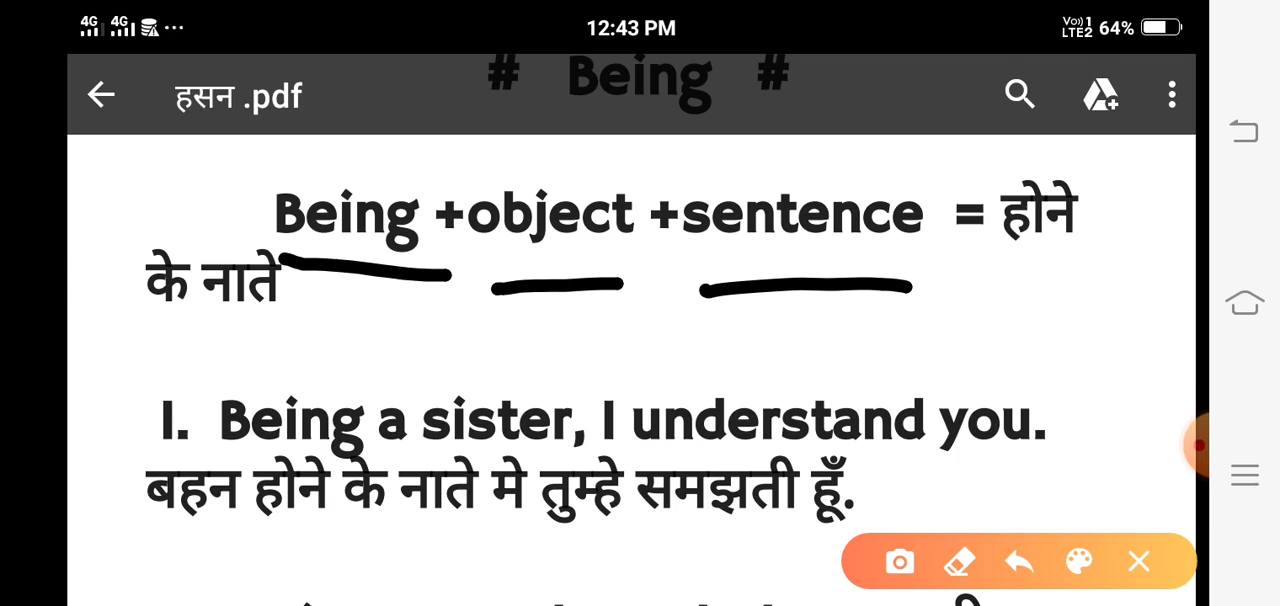 4G 4G ... 12:43 PM Vo)) 1 LTE2 64%
# Being #
हसन .pdf
Being +object +sentence = होने
के नाते
1. Being a sister, I understand you.
बहन होने के नाते मे तुम्हे समझती हूँ.